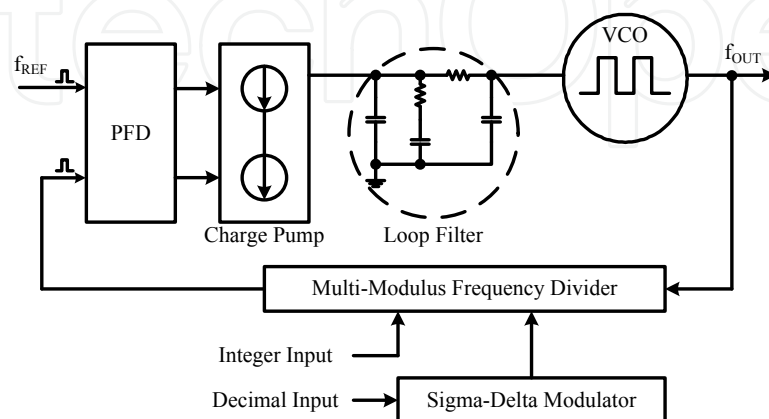 VCO
f_REF
f_OUT
PFD
Charge Pump
Loop Filter
Multi-Modulus Frequency Divider
Integer Input
Decimal Input
Sigma-Delta Modulator